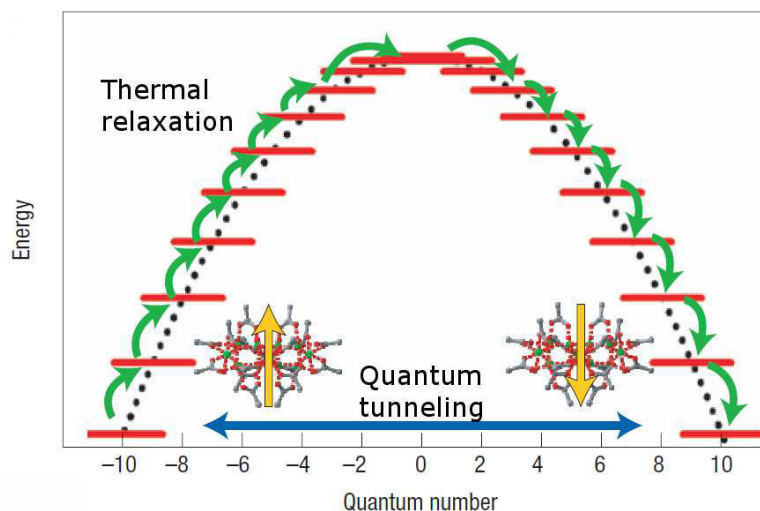 Thermal
relaxation
Energy
Quantum
tunneling
−10 −8 −6 −4 −2 0 2 4 6 8 10
Quantum number